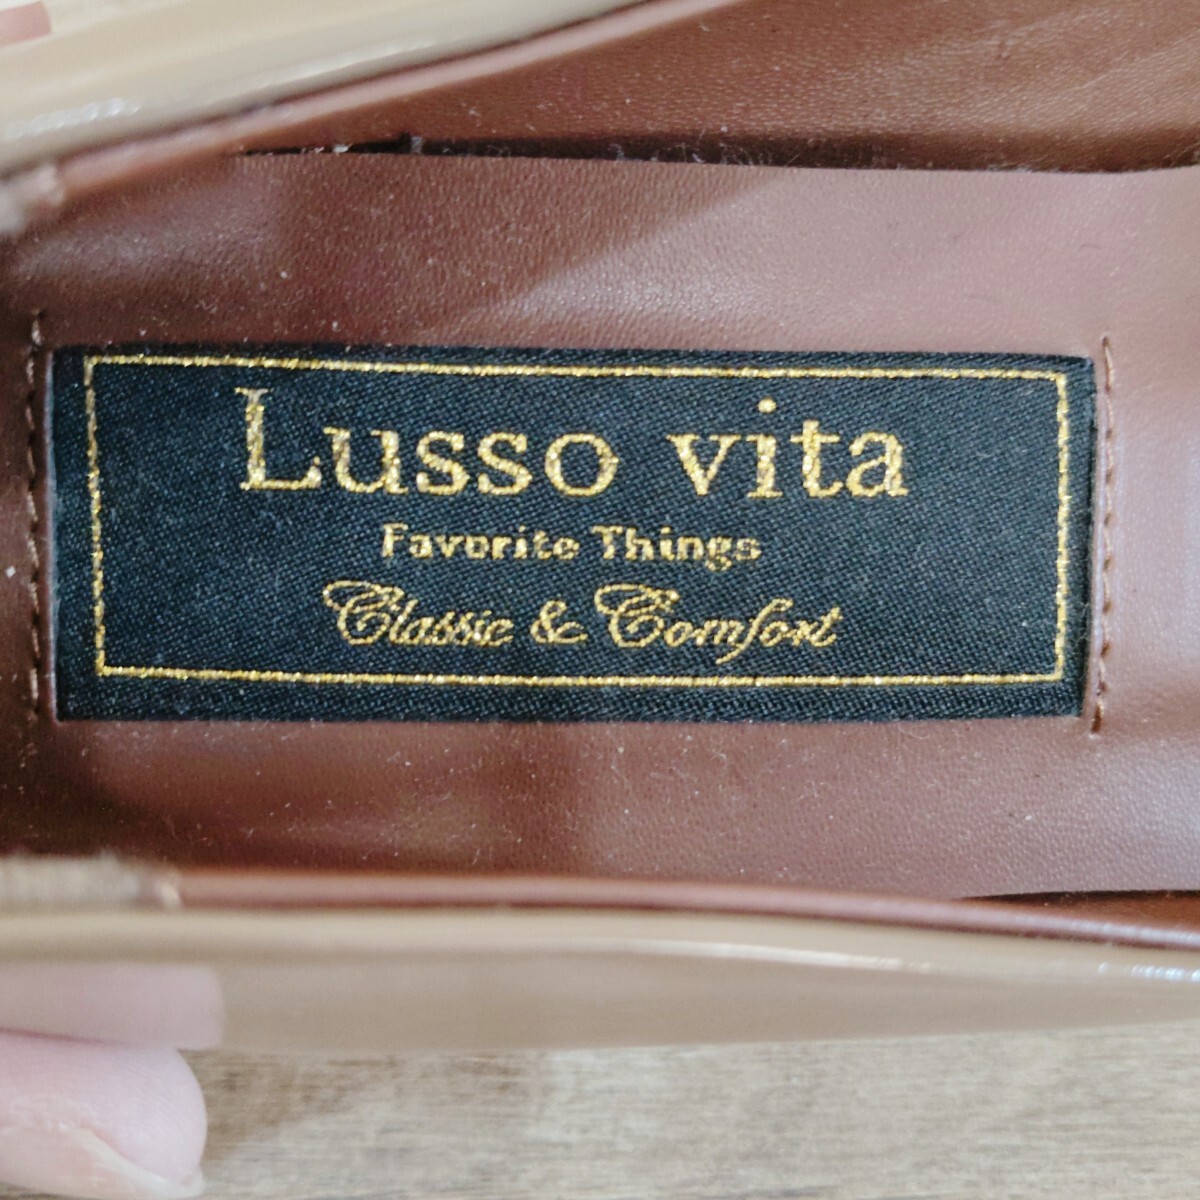 Lusso vita
Favorite Things
Classic & Comfort